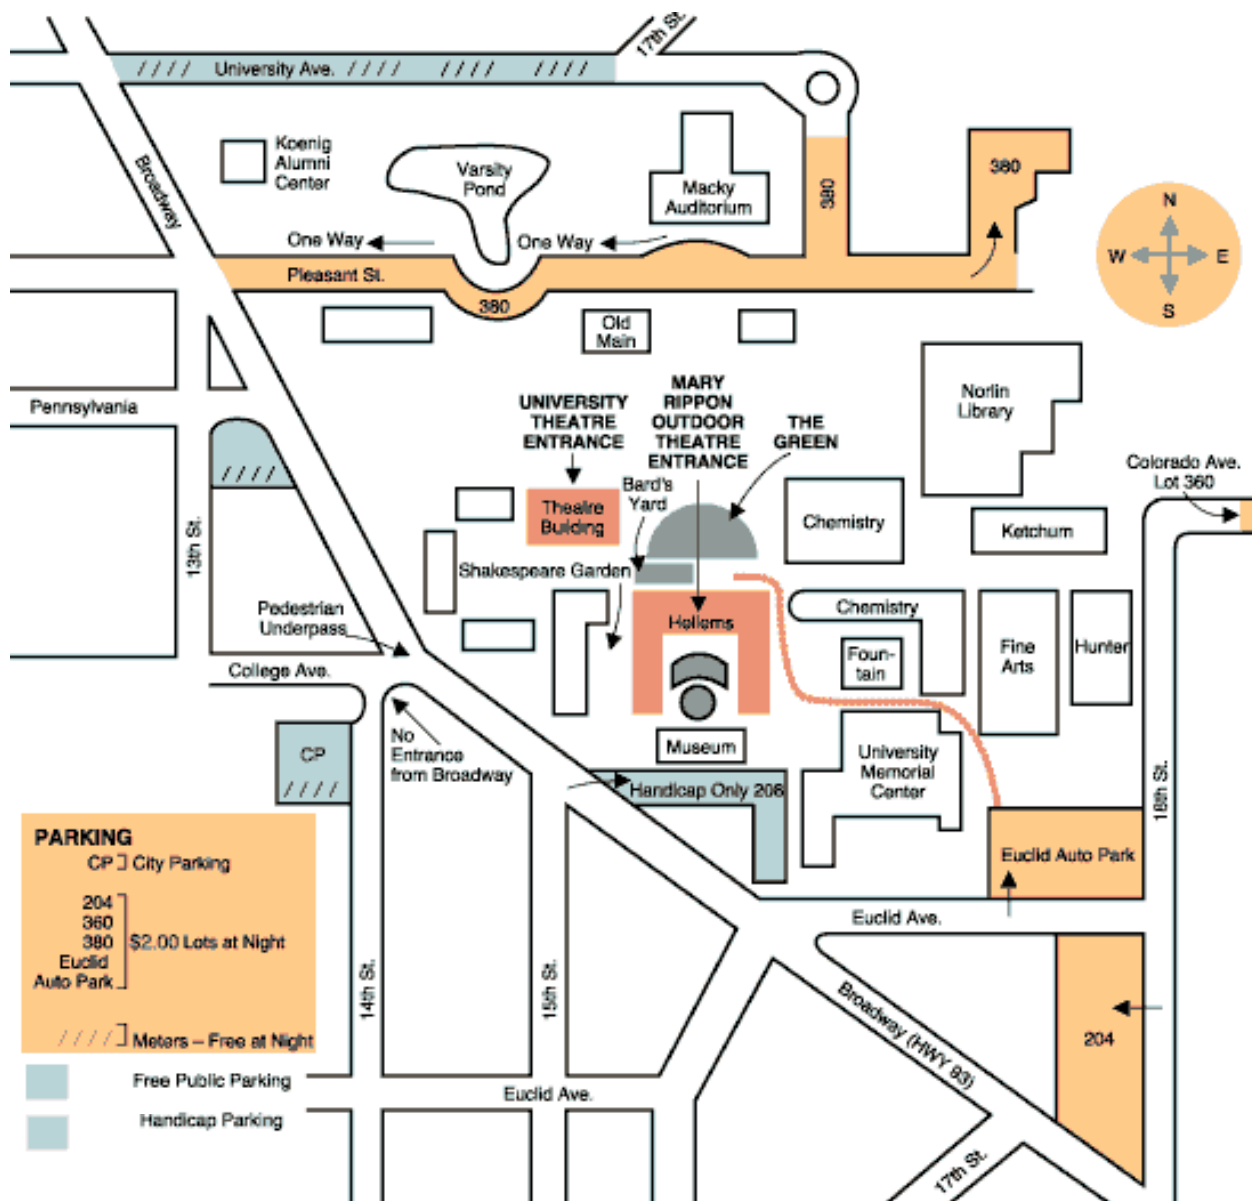 17th St.
//// University Ave. //// //// ////
Koenig
Alumni
Center
Varsity
Pond
Macky
Auditorium
380
380
Broadway
N
W E
S
One Way
One Way
Pleasant St.
380
Old
Main
Pennsylvania
UNIVERSITY
THEATRE
ENTRANCE
MARY
RIPPON
OUTDOOR
THEATRE
ENTRANCE
THE
GREEN
Norlin
Library
Colorado Ave.
Lot 360
////
Bard's
Yard
Theatre
Building
Chemistry
Ketchum
13th St.
Shakespeare Garden
Pedestrian
Underpass
Hellems
Chemistry
Foun-
tain
Fine
Arts
Hunter
College Ave.
CP
////
No
Entrance
from Broadway
Museum
Handicap Only 206
University
Memorial
Center
18th St.
Euclid Auto Park
PARKING
CP City Parking
204
360
380
Euclid
Auto Park
$2.00 Lots at Night
//// Meters – Free at Night
Free Public Parking
Handicap Parking
14th St.
15th St.
Euclid Ave.
Broadway (HWY 93)
204
Euclid Ave.
17th St.